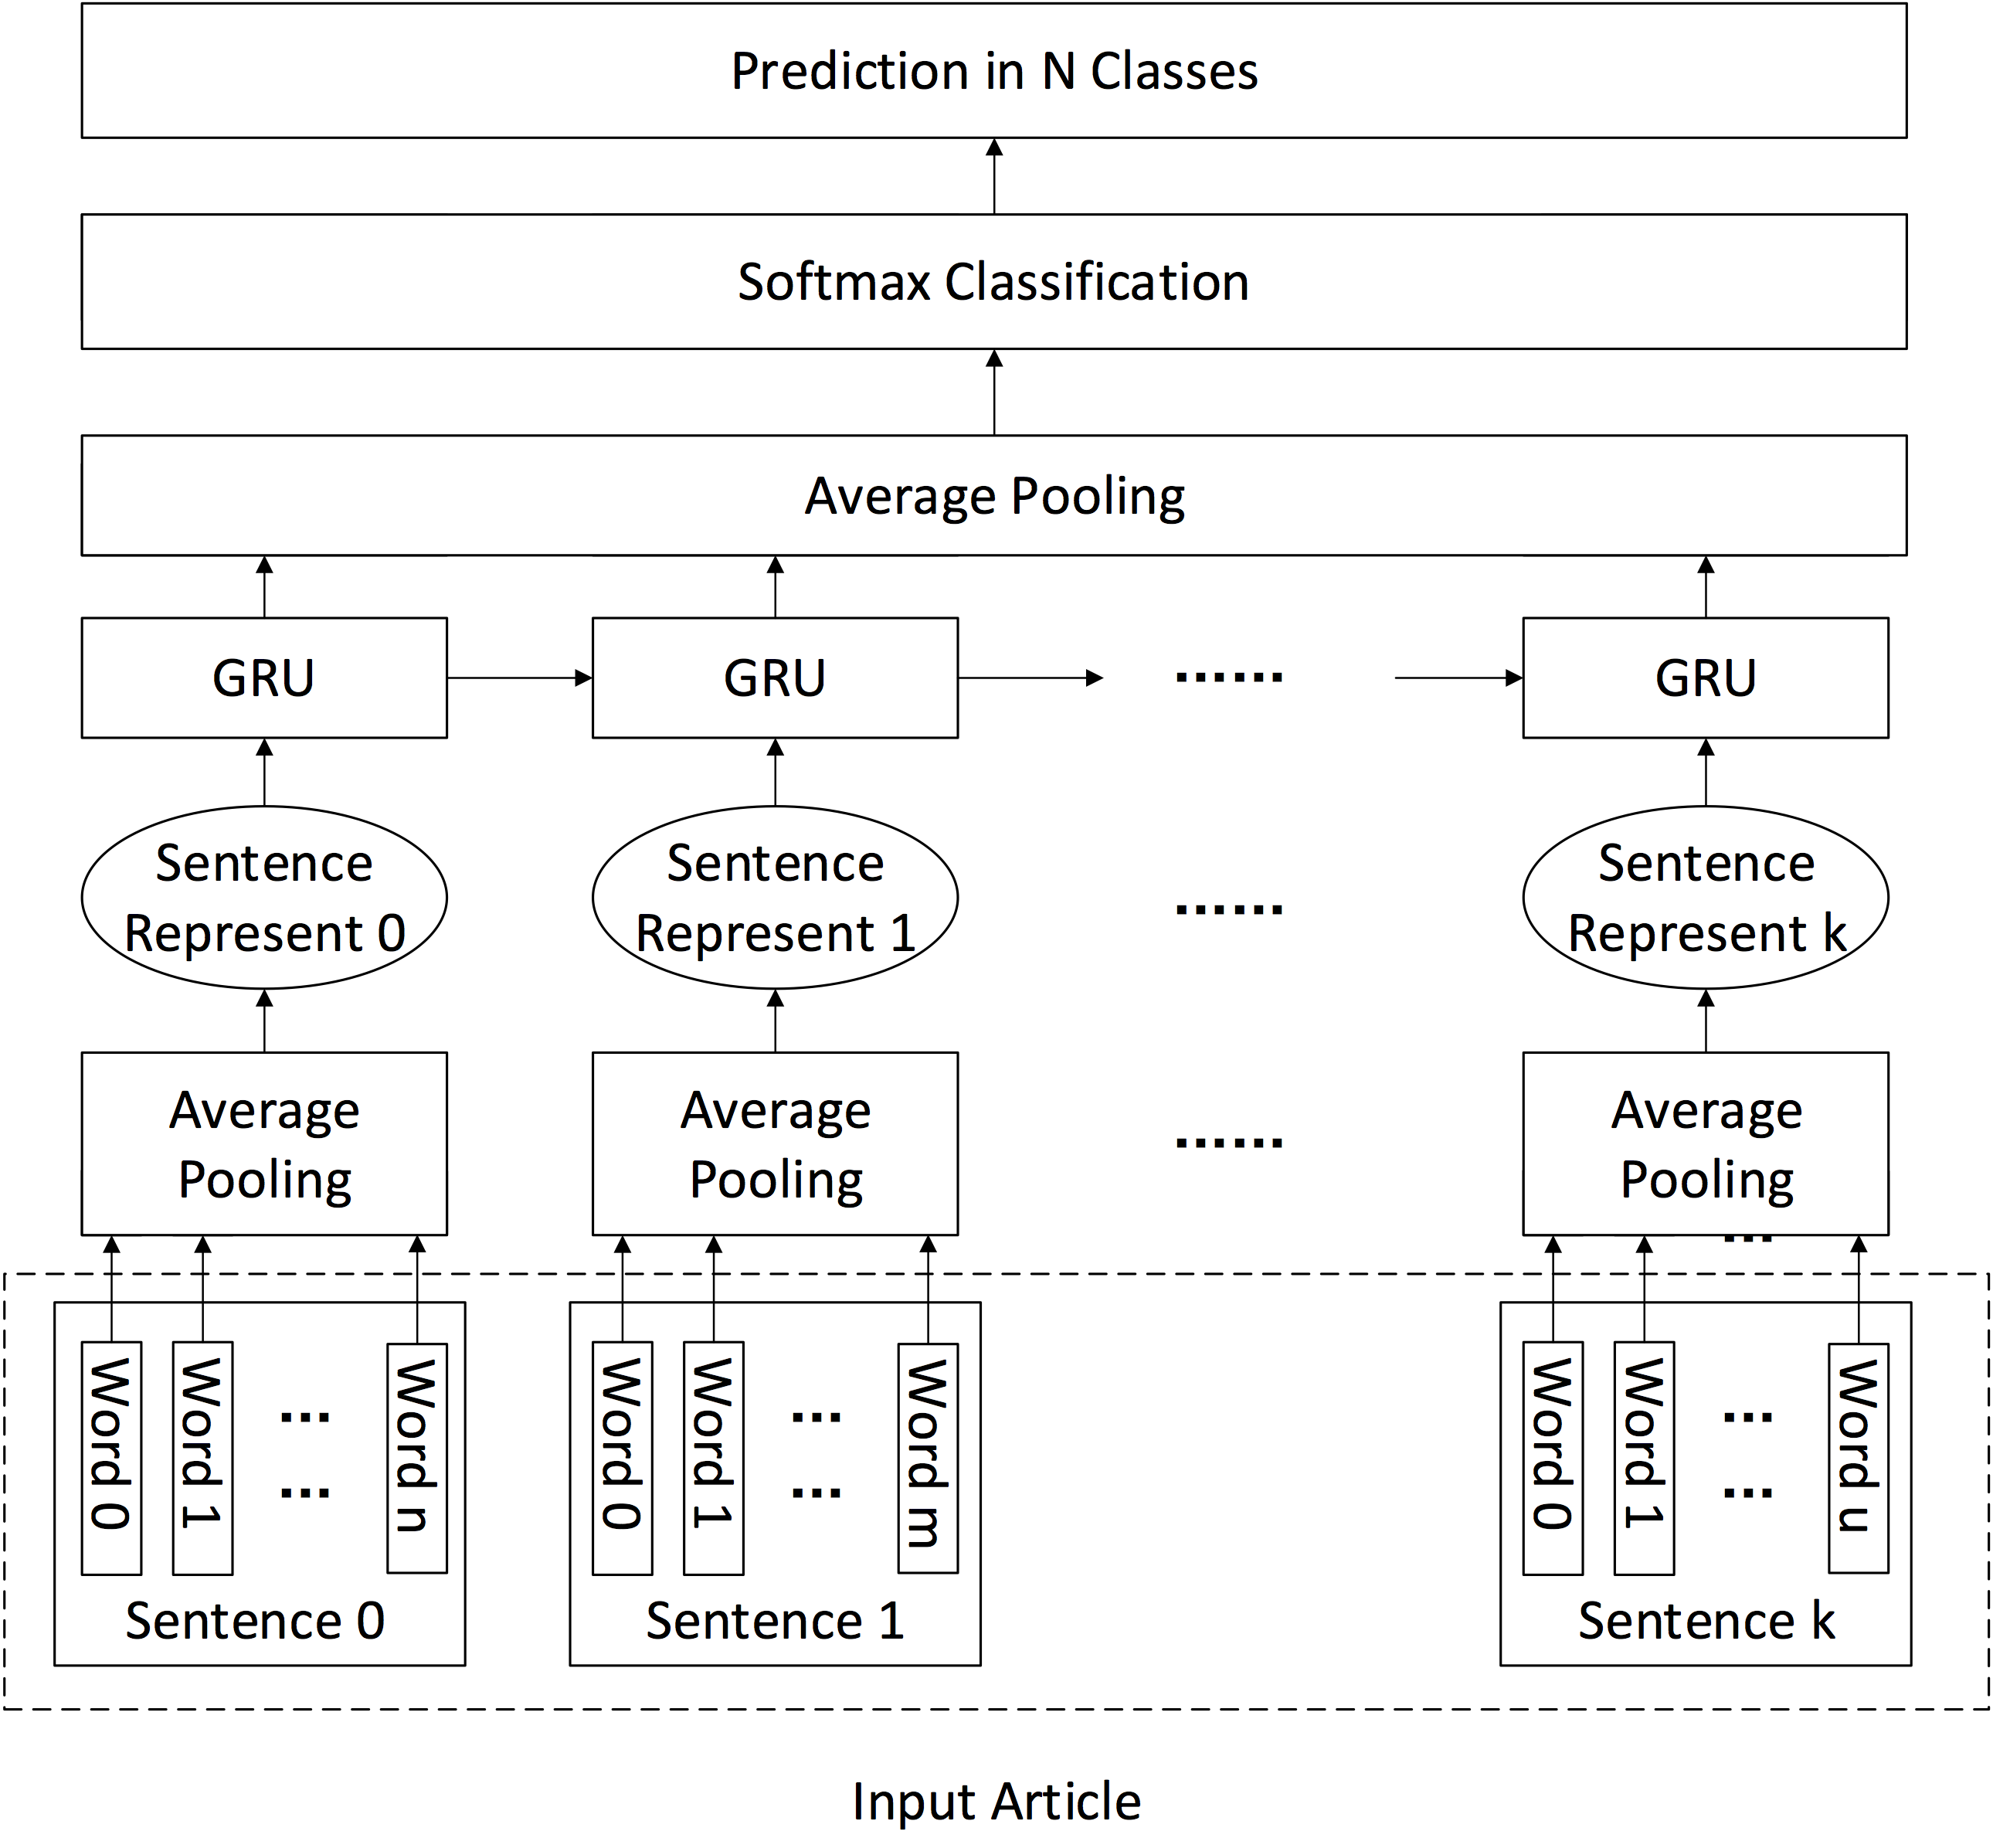 Prediction in N Classes
Softmax Classification
Average Pooling
GRU
GRU
......
GRU
Sentence
Represent 0
Sentence
Represent 1
......
Sentence
Represent k
Average
Pooling
Average
Pooling
......
Average
Pooling
...
Word 0
Word 1
...
...
Word n
Sentence 0
Word 0
Word 1
...
...
Word m
Sentence 1
Word 0
Word 1
...
...
Word u
Sentence k
Input Article